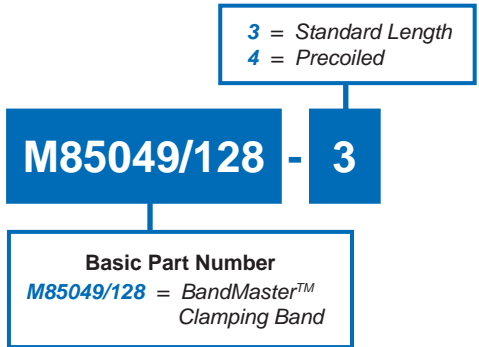 3 = Standard Length
4 = Precoiled
M85049/128 - 3
Basic Part Number
M85049/128 = BandMaster™
Clamping Band